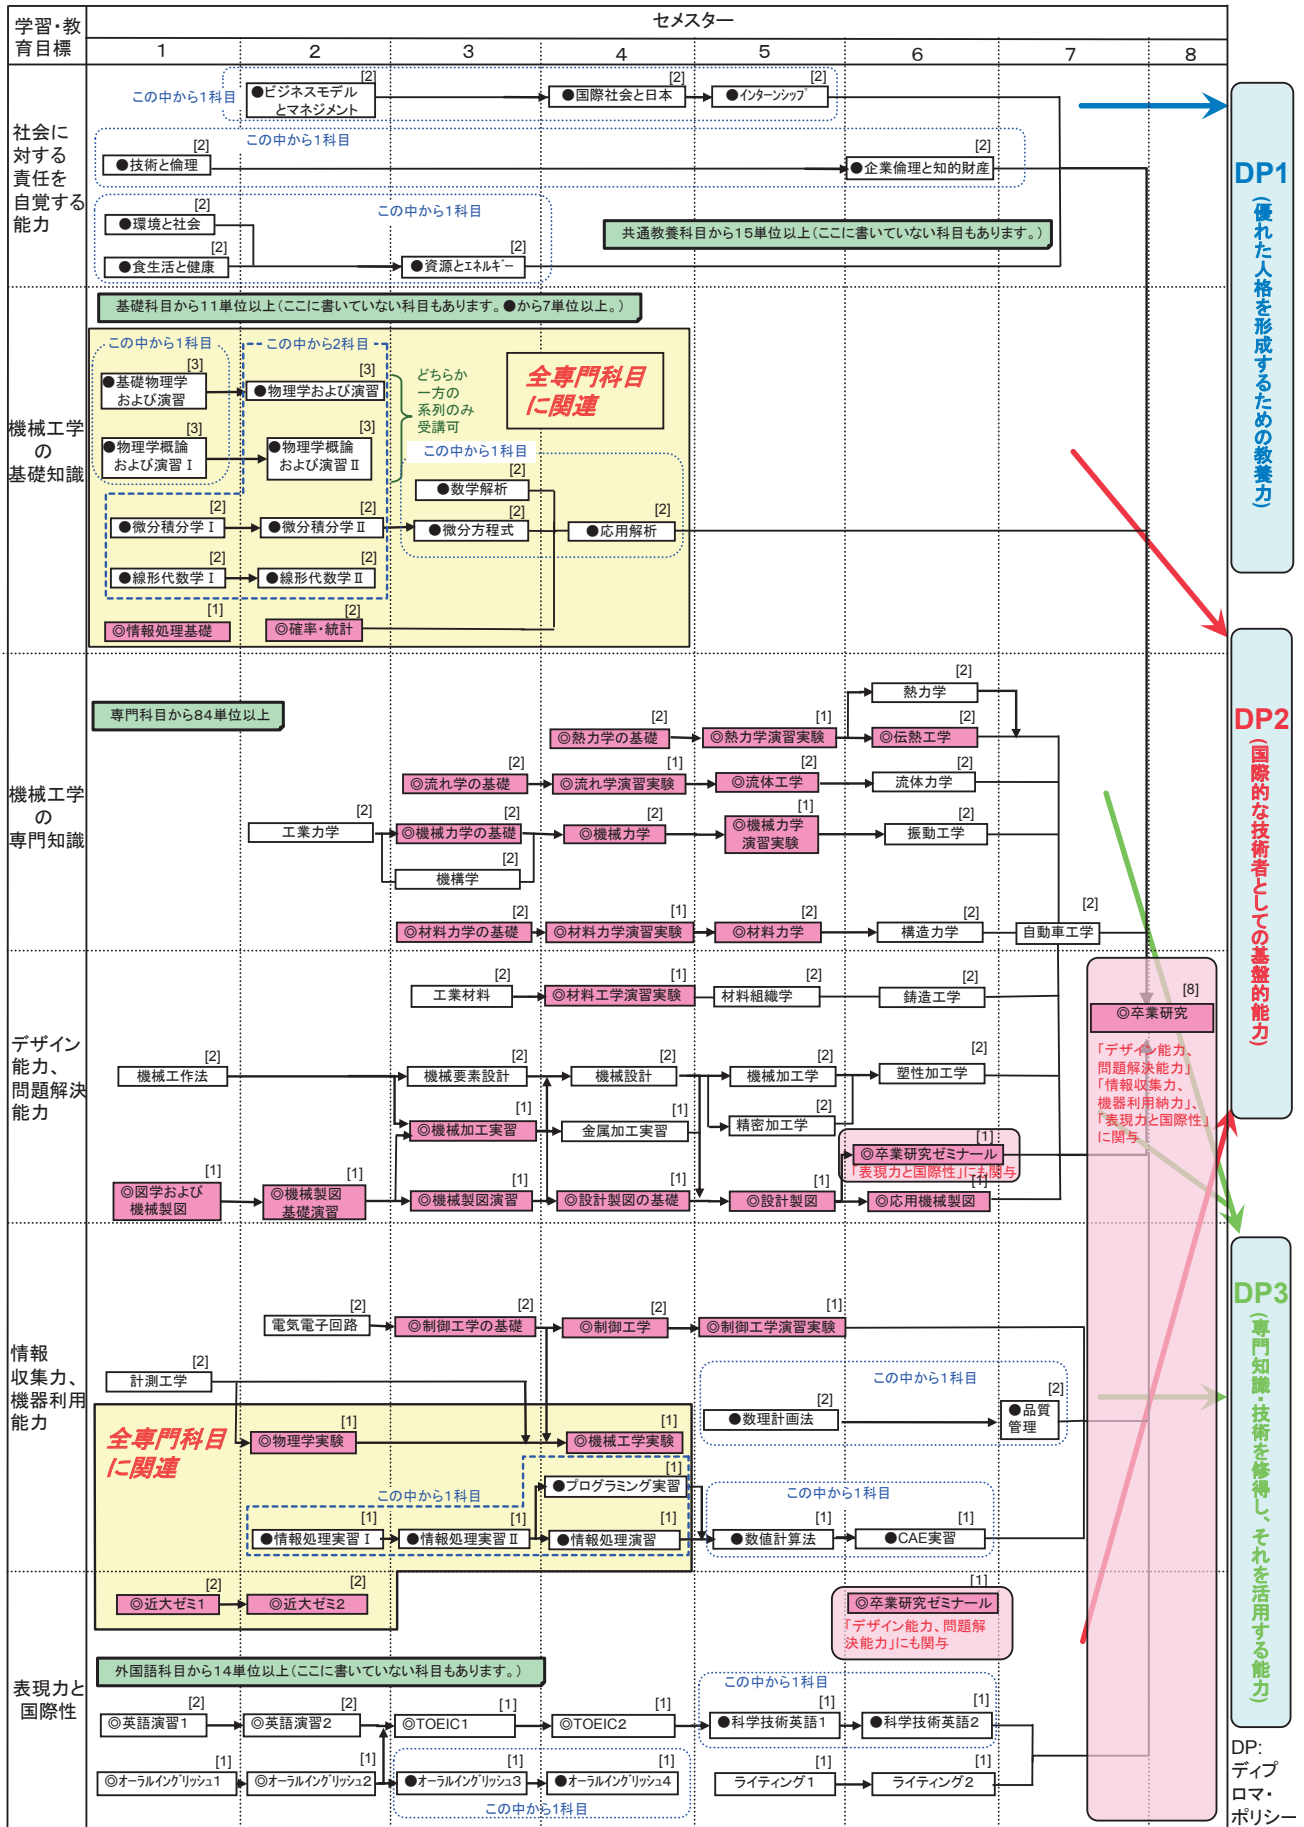 学習・教
育目標
セメスター
1 2 3 4 5 6 7 8
社会に
対する
責任を
自覚する
能力
この中から1科目
[2]
●ビジネスモデル
とマネジメント
[2]
●国際社会と日本
[2]
●インターンシップ
この中から1科目
[2]
●技術と倫理
[2]
●企業倫理と知的財産
この中から1科目
[2]
●環境と社会
[2]
●食生活と健康
[2]
●資源とエネルギー
共通教養科目から15単位以上(ここに書いていない科目もあります。)
機械工学
の
基礎知識
基礎科目から11単位以上(ここに書いていない科目もあります。●から7単位以上。)
この中から1科目
この中から2科目
[3]
●基礎物理学
および演習
[3]
●物理学および演習
[3]
●物理学概論
および演習Ⅰ
[3]
●物理学概論
および演習Ⅱ
どちらか
一方の
系列のみ
受講可
全専門科目
に関連
この中から1科目
[2]
●数学解析
[2]
●微分積分学Ⅰ
[2]
●微分積分学Ⅱ
[2]
●微分方程式
[2]
●応用解析
[2]
●線形代数学Ⅰ
[2]
●線形代数学Ⅱ
[1]
◎情報処理基礎
[2]
◎確率・統計
機械工学
の
専門知識
専門科目から84単位以上
[2]
熱力学
[2]
◎熱力学の基礎
[1]
◎熱力学演習実験
[2]
◎伝熱工学
[2]
◎流れ学の基礎
[1]
◎流れ学演習実験
[2]
◎流体工学
[2]
流体力学
[2]
工業力学
[2]
◎機械力学の基礎
[2]
◎機械力学
[1]
◎機械力学
演習実験
[2]
振動工学
[2]
機構学
[2]
◎材料力学の基礎
[1]
◎材料力学演習実験
[2]
◎材料力学
[2]
構造力学
[2]
自動車工学
デザイン
能力、
問題解決
能力
[2]
工業材料
[1]
◎材料工学演習実験
[2]
材料組織学
[2]
鋳造工学
[2]
機械工作法
[2]
機械要素設計
[2]
機械設計
[2]
機械加工学
[2]
塑性加工学
[1]
◎機械加工実習
[1]
金属加工実習
[2]
精密加工学
[1]
◎卒業研究ゼミナール
「表現力と国際性」にも関与
[1]
◎図学および
機械製図
[1]
◎機械製図
基礎演習
[1]
◎機械製図演習
[1]
◎設計製図の基礎
[1]
◎設計製図
[1]
◎応用機械製図
[8]
◎卒業研究
「デザイン能力、
問題解決能力」
「情報収集力、
機器利用納力」、
「表現力と国際性」
に関与
情報
収集力、
機器利用
能力
[2]
電気電子回路
[2]
◎制御工学の基礎
[2]
◎制御工学
[1]
◎制御工学演習実験
[2]
計測工学
この中から1科目
[2]
●数理計画法
[2]
●品質
管理
全専門科目
に関連
[1]
◎物理学実験
[1]
◎機械工学実験
この中から1科目
[1]
●プログラミング実習
[1]
●情報処理実習Ⅰ
[1]
●情報処理実習Ⅱ
[1]
●情報処理演習
この中から1科目
[1]
●数値計算法
[1]
●CAE実習
[2]
◎近大ゼミ1
[2]
◎近大ゼミ2
[1]
◎卒業研究ゼミナール
「デザイン能力、問題解
決能力」にも関与
表現力と
国際性
外国語科目から14単位以上(ここに書いていない科目もあります。)
[2]
◎英語演習1
[2]
◎英語演習2
[1]
◎TOEIC1
[1]
◎TOEIC2
この中から1科目
[1]
●科学技術英語1
[1]
●科学技術英語2
[1]
◎オーラルイングリッシュ1
[1]
◎オーラルイングリッシュ2
[1]
●オーラルイングリッシュ3
[1]
●オーラルイングリッシュ4
この中から1科目
[1]
ライティング1
[1]
ライティング2
DP1
(優れた人格を形成するための教養力)
DP2
(国際的な技術者としての基盤的能力)
DP3
(専門知識・技術を修得し、それを活用する能力)
DP:
ディプ
ロマ・
ポリシー